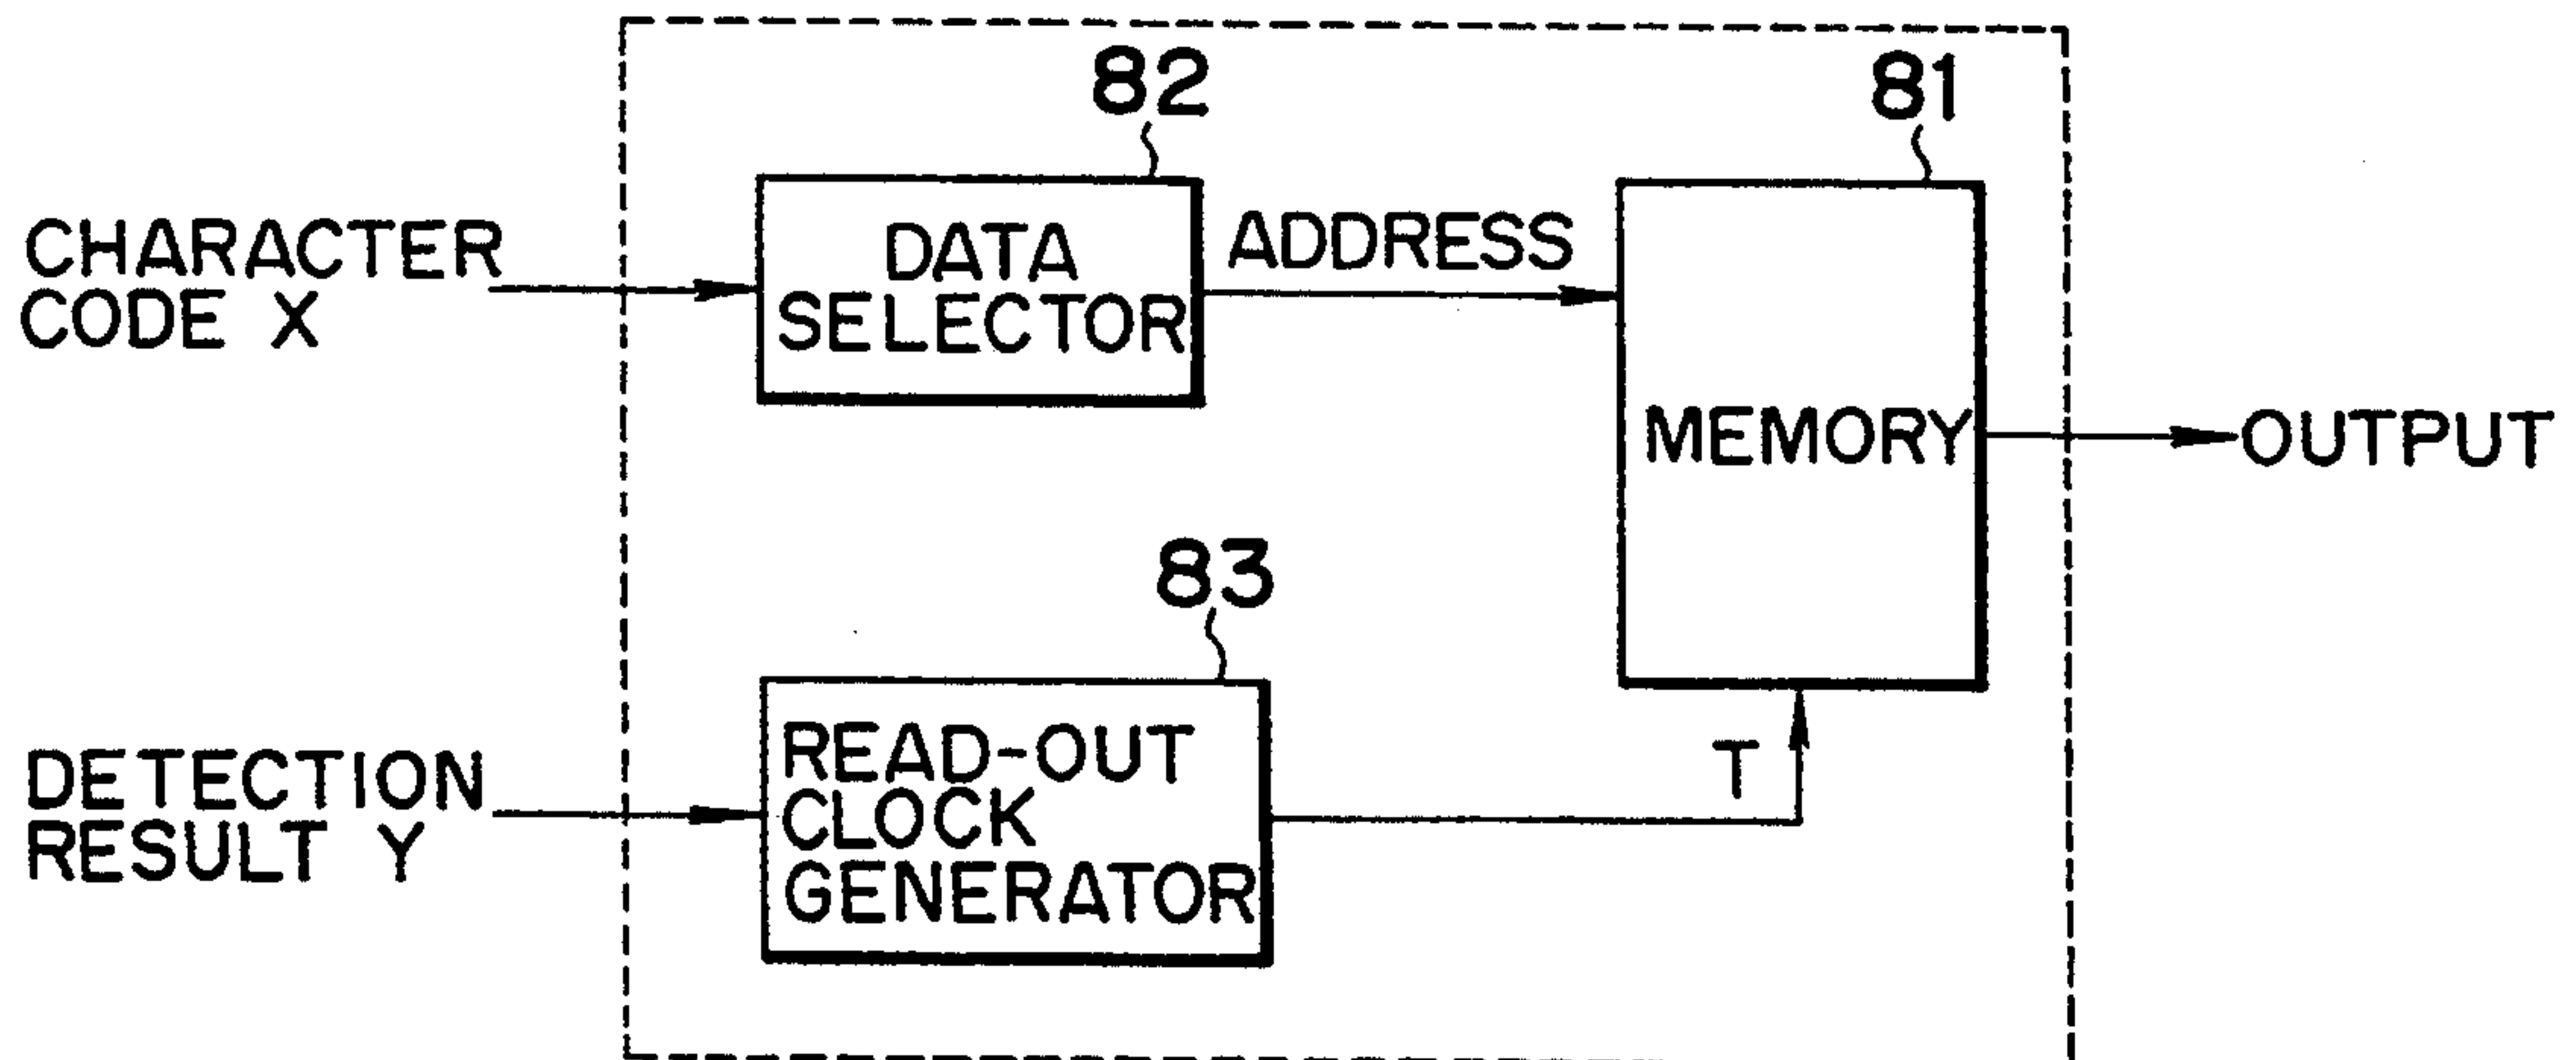 82
81
CHARACTER
CODE X
DATA
SELECTOR
ADDRESS
MEMORY
OUTPUT
83
DETECTION
RESULT Y
READ-OUT
CLOCK
GENERATOR
T